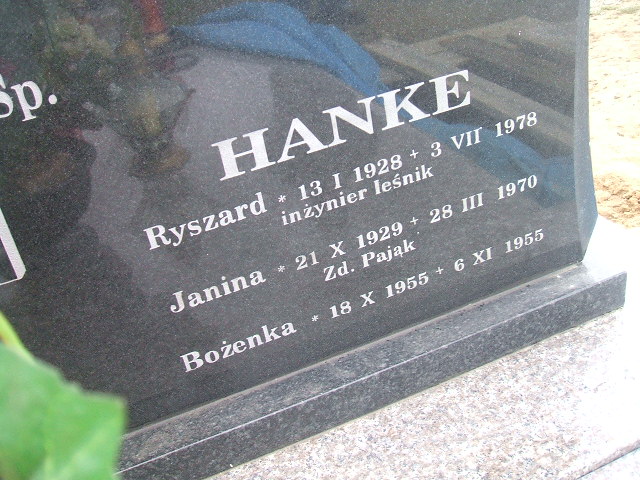 Sp.
HANKE
Ryszard * 13 I 1928 + 3 VII 1978
inżynier leśnik
Janina * 21 X 1929 + 28 III 1970
Zd. Pająk
Bożenka * 18 X 1955 + 6 XI 1955